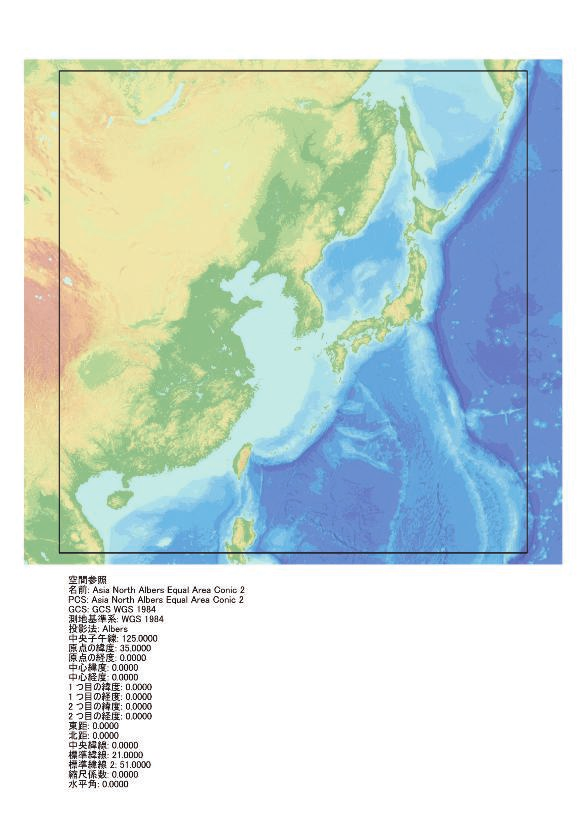 空間参照
名前: Asia North Albers Equal Area Conic 2
PCS: Asia North Albers Equal Area Conic 2
GCS: GCS WGS 1984
測地基準系: WGS 1984
投影法: Albers
中央子午線: 125.0000
原点の緯度: 35.0000
原点の経度: 0.0000
中心緯度: 0.0000
中心経度: 0.0000
1 つ目の緯度: 0.0000
1 つ目の経度: 0.0000
2 つ目の緯度: 0.0000
2 つ目の経度: 0.0000
東距: 0.0000
北距: 0.0000
中央緯線: 0.0000
標準緯線: 21.0000
標準緯線 2: 51.0000
縮尺係数: 0.0000
水平角: 0.0000